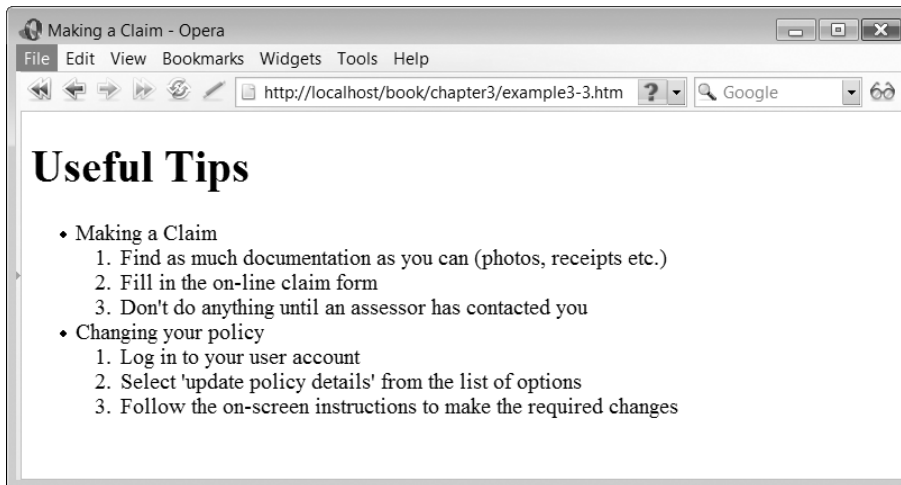 Making a Claim - Opera
File Edit View Bookmarks Widgets Tools Help
http://localhost/book/chapter3/example3-3.htm ? Google
Useful Tips
• Making a Claim
1. Find as much documentation as you can (photos, receipts etc.)
2. Fill in the on-line claim form
3. Don't do anything until an assessor has contacted you
• Changing your policy
1. Log in to your user account
2. Select 'update policy details' from the list of options
3. Follow the on-screen instructions to make the required changes